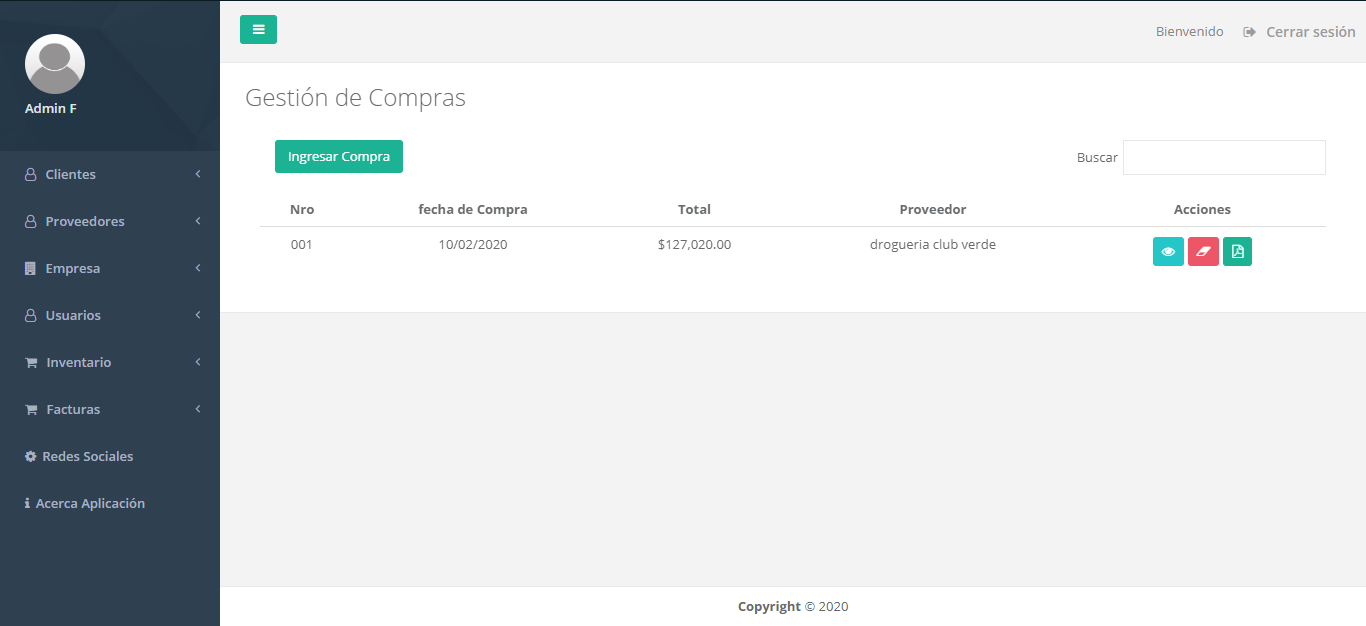 Bienvenido Cerrar sesión
Admin F
Clientes
Proveedores
Empresa
Usuarios
Inventario
Facturas
Redes Sociales
Acerca Aplicación
Gestión de Compras
Ingresar Compra
Buscar
Nro fecha de Compra Total Proveedor Acciones
001 10/02/2020 $127,020.00 drogueria club verde
Copyright © 2020